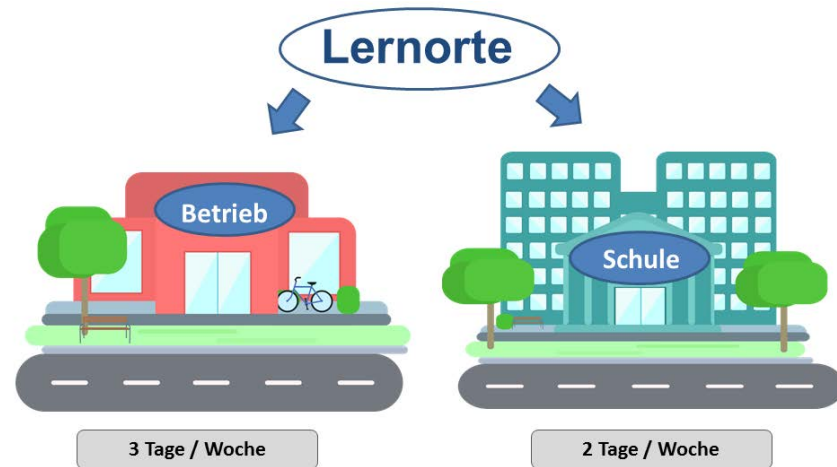 Lernorte
Betrieb
Schule
3 Tage / Woche
2 Tage / Woche